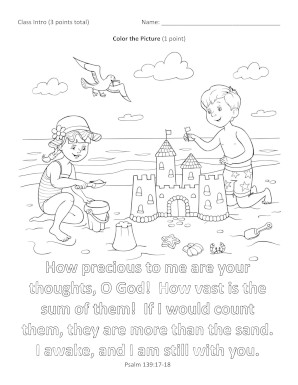 Class Intro (3 points total) Name: ___________________________
Color the Picture (1 point)
How precious to me are your
thoughts, O God! How vast is the
sum of them! If I would count
them, they are more than the sand.
I awake, and I am still with you.
Psalm 139:17-18